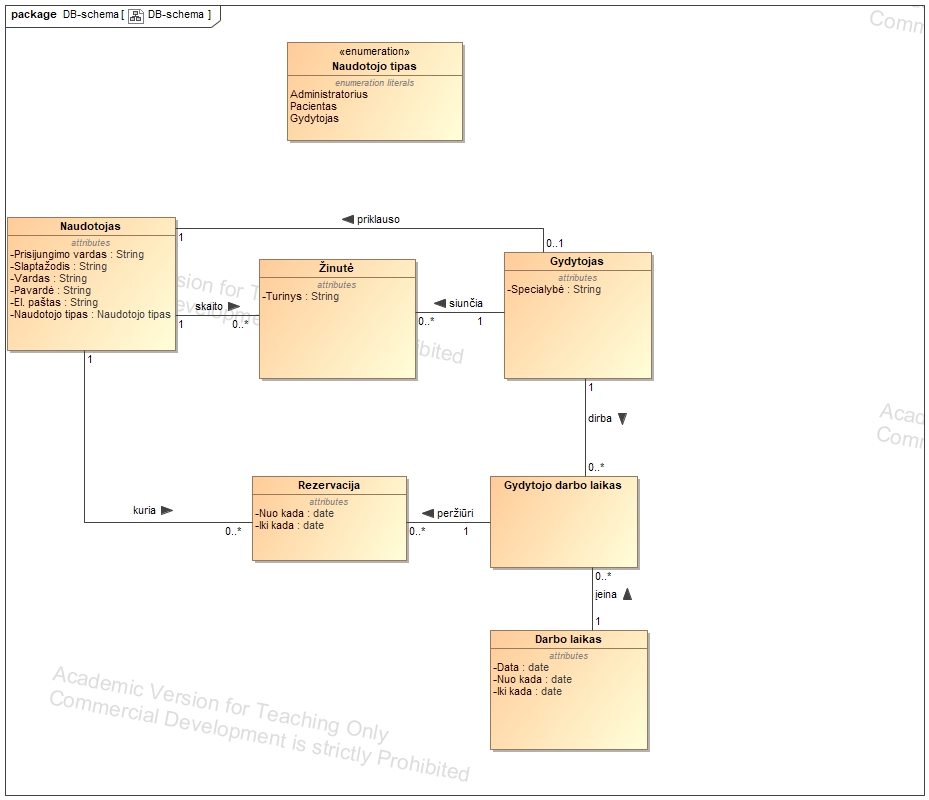 package DB-schema [ DB-schema ]
«enumeration»
Naudotojo tipas
enumeration literals
Administratorius
Pacientas
Gydytojas
priklauso
1
0..1
Naudotojas
attributes
-Prisijungimo vardas : String
-Slaptažodis : String
-Vardas : String
-Pavardė : String
-El. paštas : String
-Naudotojo tipas : Naudotojo tipas
skaito
1
0..*
Žinutė
attributes
-Turinys : String
siunčia
0..*
1
Gydytojas
attributes
-Specialybė : String
1
dirba
0..*
1
kuria
0..*
Rezervacija
attributes
-Nuo kada : date
-Iki kada : date
peržiūri
0..*
1
Gydytojo darbo laikas
0..*
įeina
1
Darbo laikas
attributes
-Data : date
-Nuo kada : date
-Iki kada : date
Academic Version for Teaching Only
Commercial Development is strictly Prohibited